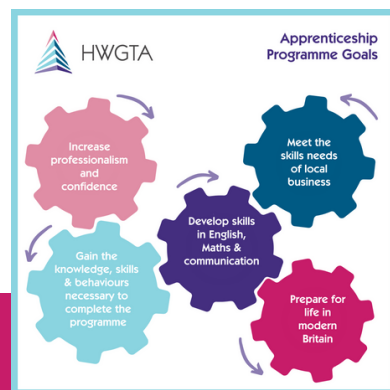 HWGTA
Apprenticeship
Programme Goals
Increase
professionalism
and
confidence
Meet the
skills needs
of local
business
Develop skills
in English,
Maths &
communication
Gain the
knowledge, skills
& behaviours
necessary to
complete the
programme
Prepare for
life in
modern
Britain